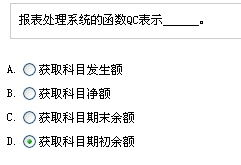 报表处理系统的函数QC表示______。
A. 获取科目发生额
B. 获取科目净额
C. 获取科目期末余额
D. 获取科目期初余额